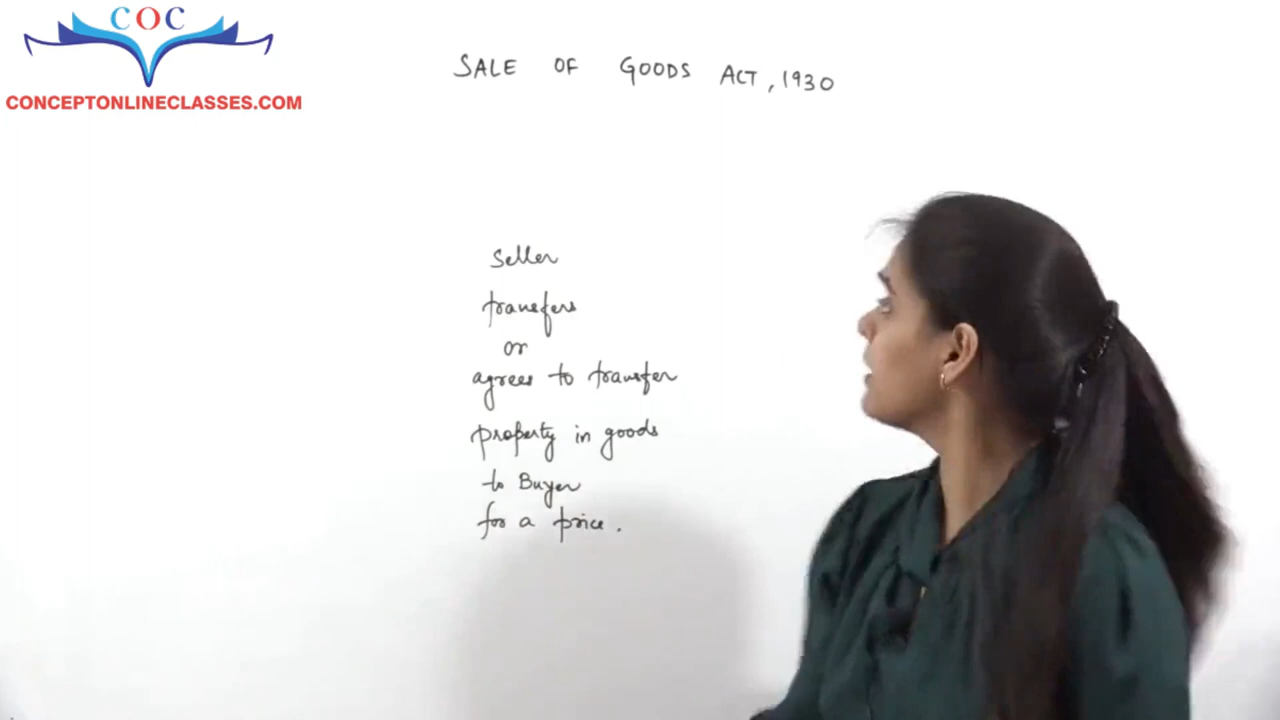 COC
CONCEPTONLINECLASSES.COM
SALE OF GOODS ACT, 1930
Seller
transfers
or
agrees to transfer
property in goods
to Buyer
for a price.